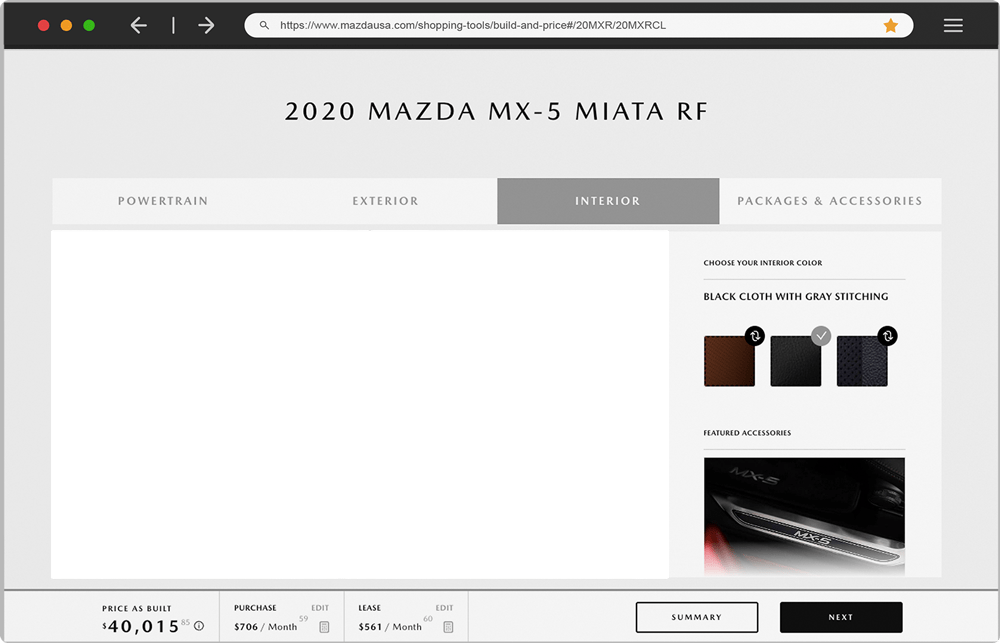 https://www.mazdausa.com/shopping-tools/build-and-price#/20MXR/20MXRCL
2020 MAZDA MX-5 MIATA RF
POWERTRAIN EXTERIOR INTERIOR PACKAGES & ACCESSORIES
CHOOSE YOUR INTERIOR COLOR
BLACK CLOTH WITH GRAY STITCHING
FEATURED ACCESSORIES
MX-5
MX-5
PRICE AS BUILT
$40,015 85
PURCHASE EDIT
$706 / Month 59
LEASE EDIT
$561 / Month 60
SUMMARY
NEXT